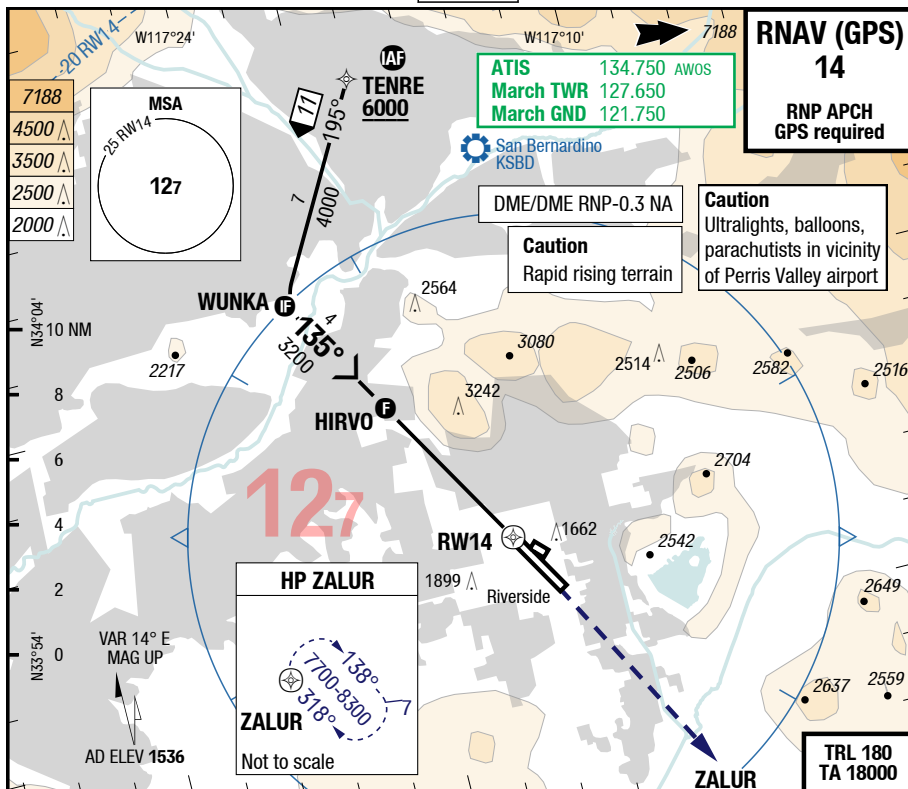 20 RW14
W117°24'
W117°10'
7188
RNAV (GPS)
14
RNP APCH
GPS required
ATIS 134.750 AWOS
March TWR 127.650
March GND 121.750
7188
4500
3500
2500
2000
MSA
25 RW14
127
IAF
TENRE
6000
11
195°
7
4000
San Bernardino
KSBD
DME/DME RNP-0.3 NA
Caution
Rapid rising terrain
Caution
Ultralights, balloons,
parachutists in vicinity
of Perris Valley airport
WUNKA
IF
4
135°
3200
2564
N34°04'
10 NM
2217
3080
2514
2506
2582
2516
8
HIRVO
F
3242
6
127
2704
4
RW14
1662
2542
2
1899
Riverside
2649
N33°54'
0
HP ZALUR
138°
7700-8300
318°
ZALUR
Not to scale
VAR 14° E
MAG UP
AD ELEV 1536
2637
2559
ZALUR
TRL 180
TA 18000